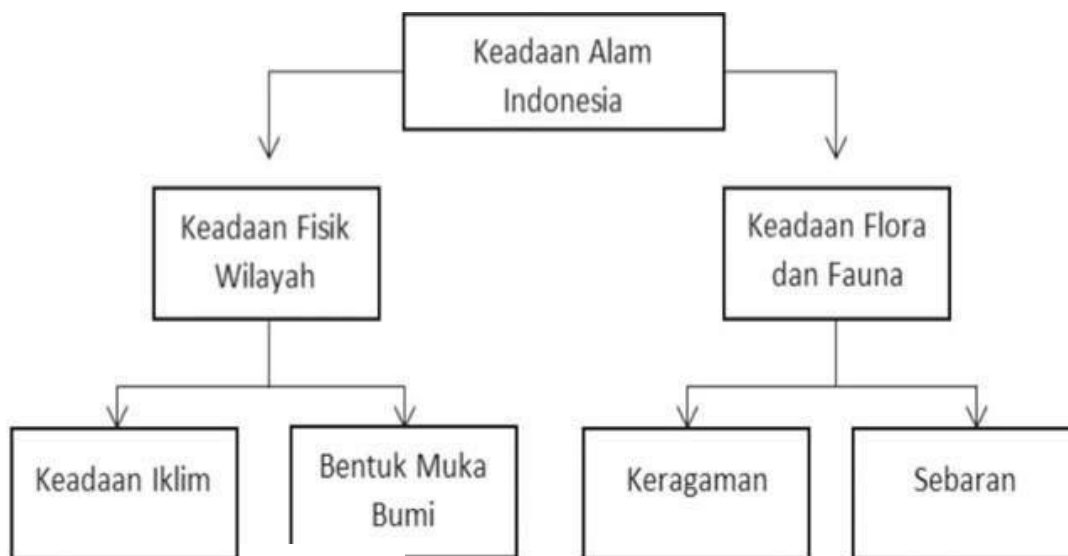 Keadaan Alam
Indonesia
Keadaan Fisik
Wilayah
Keadaan Flora
dan Fauna
Keadaan Iklim
Bentuk Muka
Bumi
Keragaman
Sebaran